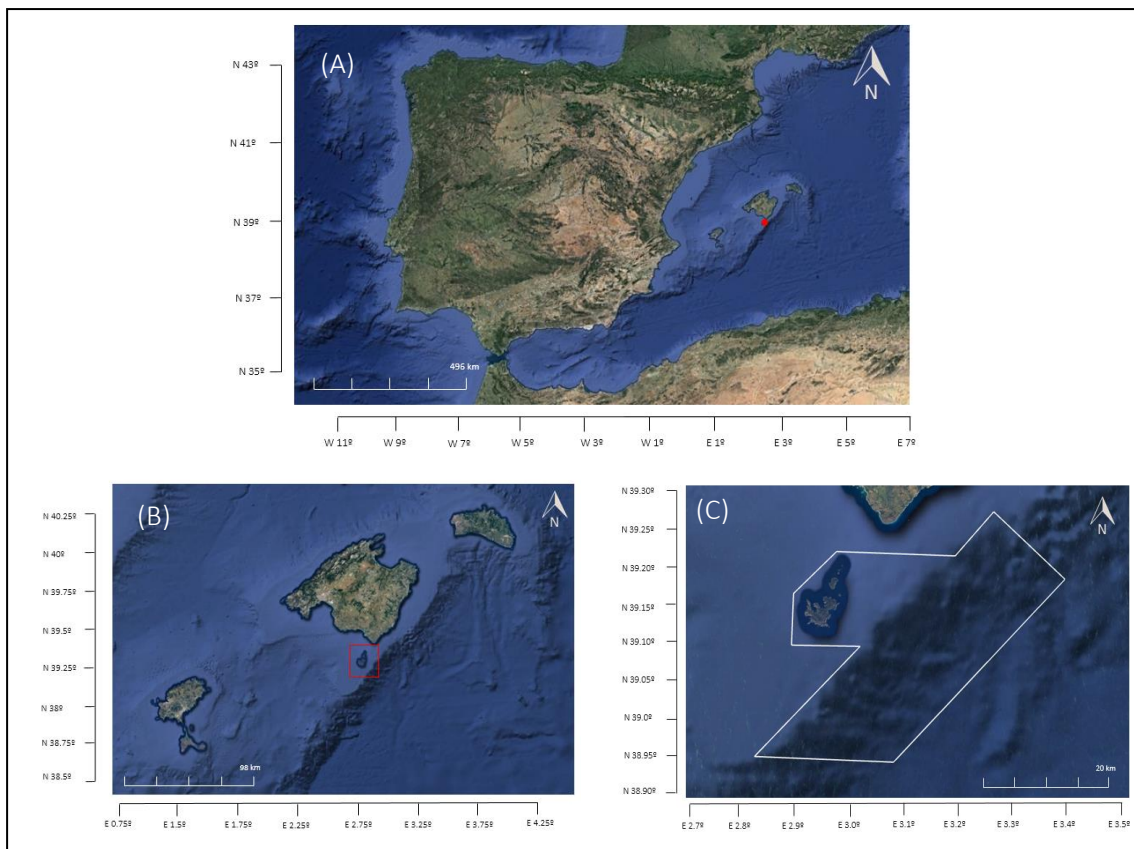 (A)
N
N 43º
N 41º
N 39º
N 37º
N 35º
496 km
W 11º W 9º W 7º W 5º W 3º W 1º E 1º E 3º E 5º E 7º
(B)
N
N 40.25º
N 40º
N 39.75º
N 39.5º
N 39.25º
N 38º
N 38.75º
N 38.5º
98 km
E 0.75º E 1.5º E 1.75º E 2.25º E 2.75º E 3.25º E 3.75º E 4.25º
(C)
N
N 39.30º
N 39.25º
N 39.20º
N 39.15º
N 39.10º
N 39.05º
N 39.0º
N 38.95º
N 38.90º
20 km
E 2.7º E 2.8º E 2.9º E 3.0º E 3.1º E 3.2º E 3.3º E 3.4º E 3.5º